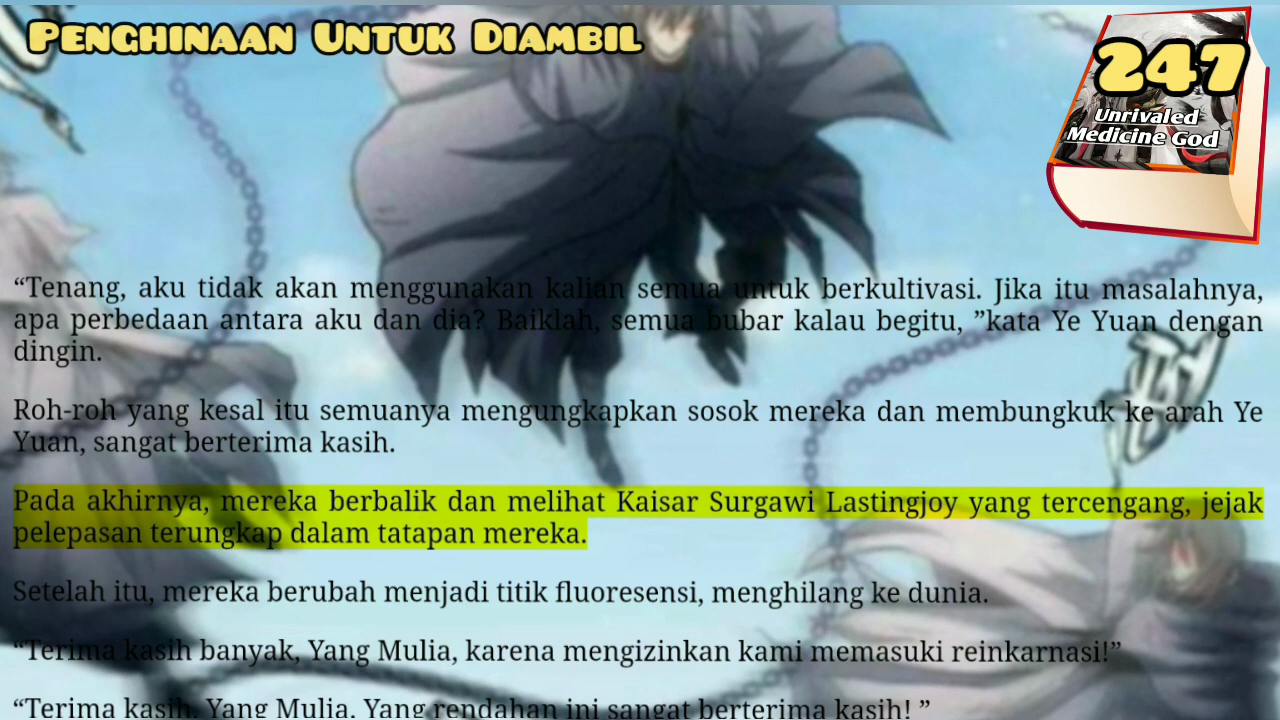 Penghinaan Untuk Diambil
247
Unrivaled
Medicine God
“Tenang, aku tidak akan menggunakan kalian semua untuk berkultivasi. Jika itu masalahnya,
apa perbedaan antara aku dan dia? Baiklah, semua bubar kalau begitu, ”kata Ye Yuan dengan
dingin.
Roh-roh yang kesal itu semuanya mengungkapkan sosok mereka dan membungkuk ke arah Ye
Yuan, sangat berterima kasih.
Pada akhirnya, mereka berbalik dan melihat Kaisar Surgawi Lastingjoy yang tercengang, jejak
pelepasan terungkap dalam tatapan mereka.
Setelah itu, mereka berubah menjadi titik fluoresensi, menghilang ke dunia.
“Terima kasih banyak, Yang Mulia, karena mengizinkan kami memasuki reinkarnasi!”
“Terima kasih, Yang Mulia. Yang rendahan ini sangat berterima kasih! ”